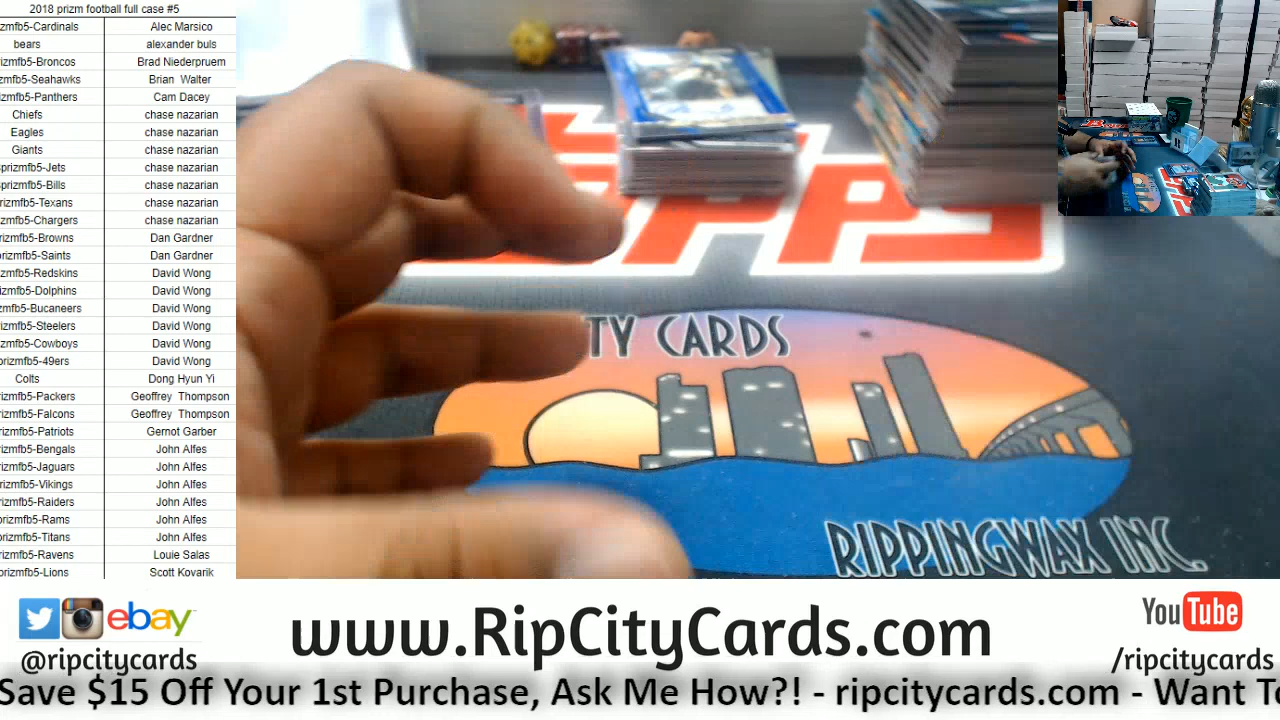 2018 prizm football full case #5
rizmfb5-Cardinals Alec Marsico
bears alexander buls
rizmfb5-Broncos Brad Niederpruem
zmfb5-Seahawks Brian Walter
izmfb5-Panthers Cam Dacey
Chiefs chase nazarian
Eagles chase nazarian
Giants chase nazarian
prizmfb5-Jets chase nazarian
prizmfb5-Bills chase nazarian
rizmfb5-Texans chase nazarian
izmfb5-Chargers chase nazarian
rizmfb5-Browns Dan Gardner
orizmfb5-Saints Dan Gardner
zmfb5-Redskins David Wong
izmfb5-Dolphins David Wong
mfb5-Bucaneers David Wong
izmfb5-Steelers David Wong
zmfb5-Cowboys David Wong
prizmfb5-49ers David Wong
Colts Dong Hyun Yi
rizmfb5-Packers Geoffrey Thompson
rizmfb5-Falcons Geoffrey Thompson
rizmfb5-Patriots Gernot Garber
izmfb5-Bengals John Alfes
izmfb5-Jaguars John Alfes
rizmfb5-Vikings John Alfes
rizmfb5-Raiders John Alfes
orizmfb5-Rams John Alfes
orizmfb5-Titans John Alfes
rizmfb5-Ravens Louie Salas
prizmfb5-Lions Scott Kovarik
TY CARDS
RIPPINGWAX INC.
ebay
@ripcitycards
www.RipCityCards.com
YouTube
/ripcitycards
Save $15 Off Your 1st Purchase, Ask Me How?! - ripcitycards.com - Want To